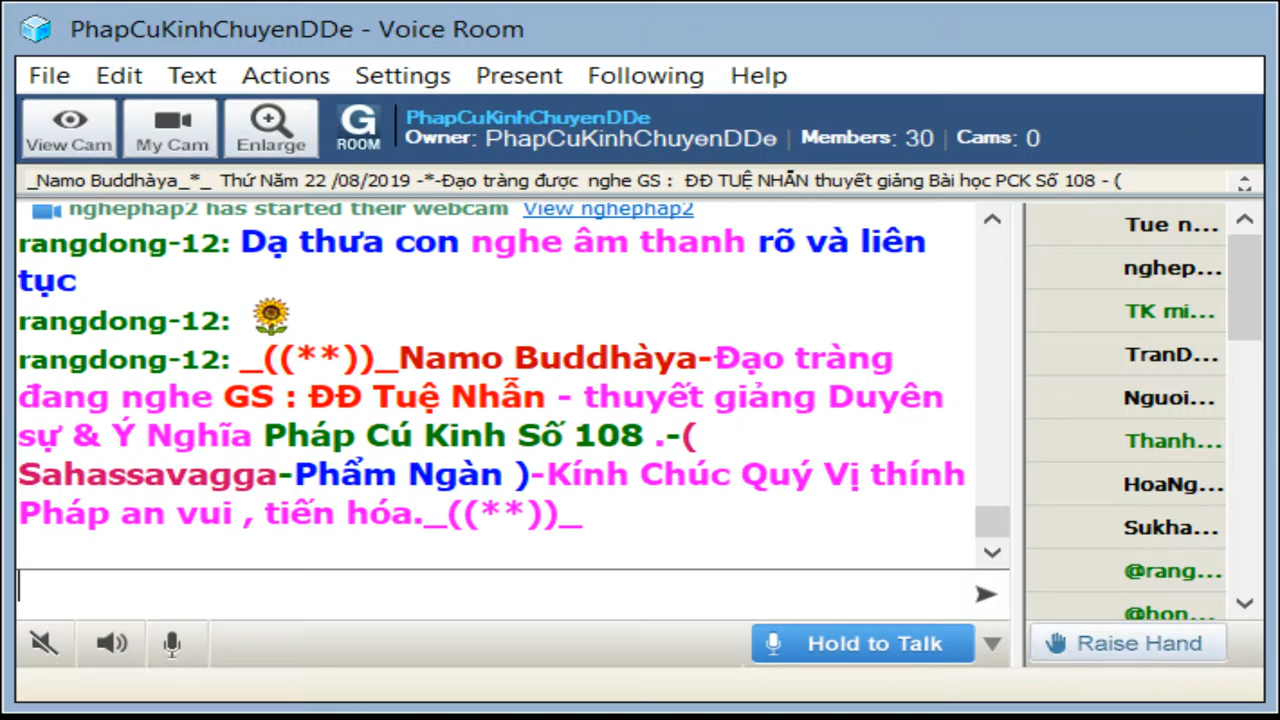 PhapCuKinhChuyenDDe - Voice Room
File Edit Text Actions Settings Present Following Help
View Cam My Cam Enlarge G ROOM
PhapCuKinhChuyenDDe
Owner: PhapCuKinhChuyenDDe | Members: 30 | Cams: 0
_Namo Buddhàya_*_ Thứ Năm 22 /08/2019 -*-Đạo tràng được nghe GS : ĐĐ TUỆ NHẪN thuyết giảng Bài học PCK Số 108 - (
nghephap2 has started their webcam View nghephap2
rangdong-12: Dạ thưa con nghe âm thanh rõ và liên
tục
rangdong-12:
rangdong-12: _((**))_Namo Buddhàya-Đạo tràng
đang nghe GS : ĐĐ Tuệ Nhẫn - thuyết giảng Duyên
sự & Ý Nghĩa Pháp Cú Kinh Số 108 .-(
Sahassavagga-Phẩm Ngàn )-Kính Chúc Quý Vị thính
Pháp an vui , tiến hóa._((**))_
Tue n...
nghep...
TK mi...
TranD...
Nguoi...
Thanh...
HoaNg...
Sukha...
@rang...
@hon...
Hold to Talk
Raise Hand